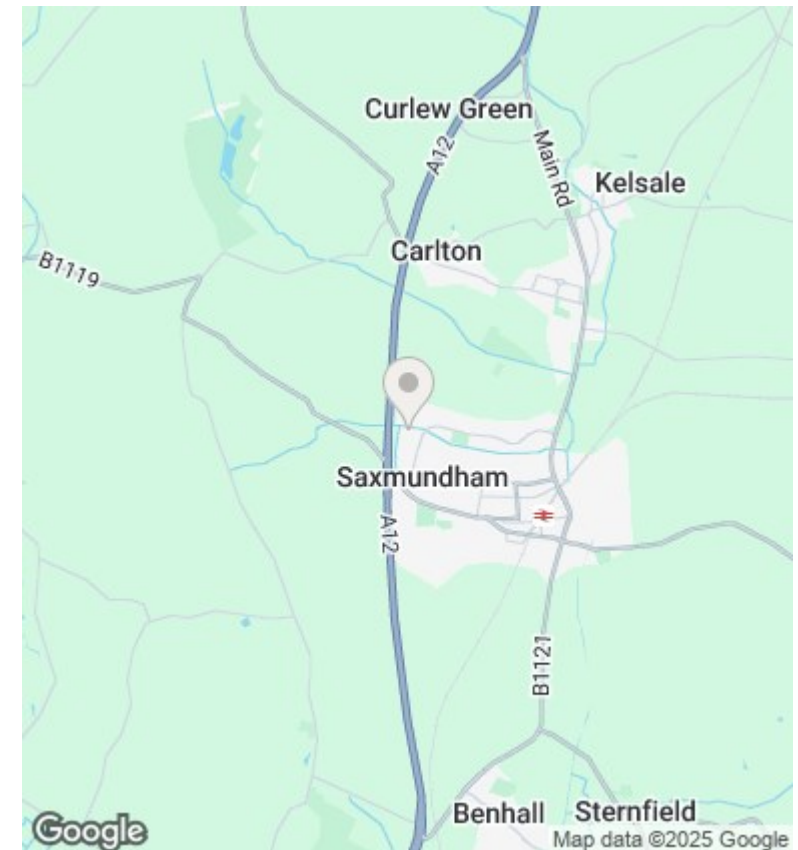 Curlew Green
A12
Main Rd
Kelsale
Carlton
B1119
Saxmundham
A12
B1121
Benhall
Sternfield
Google
Map data ©2025 Google